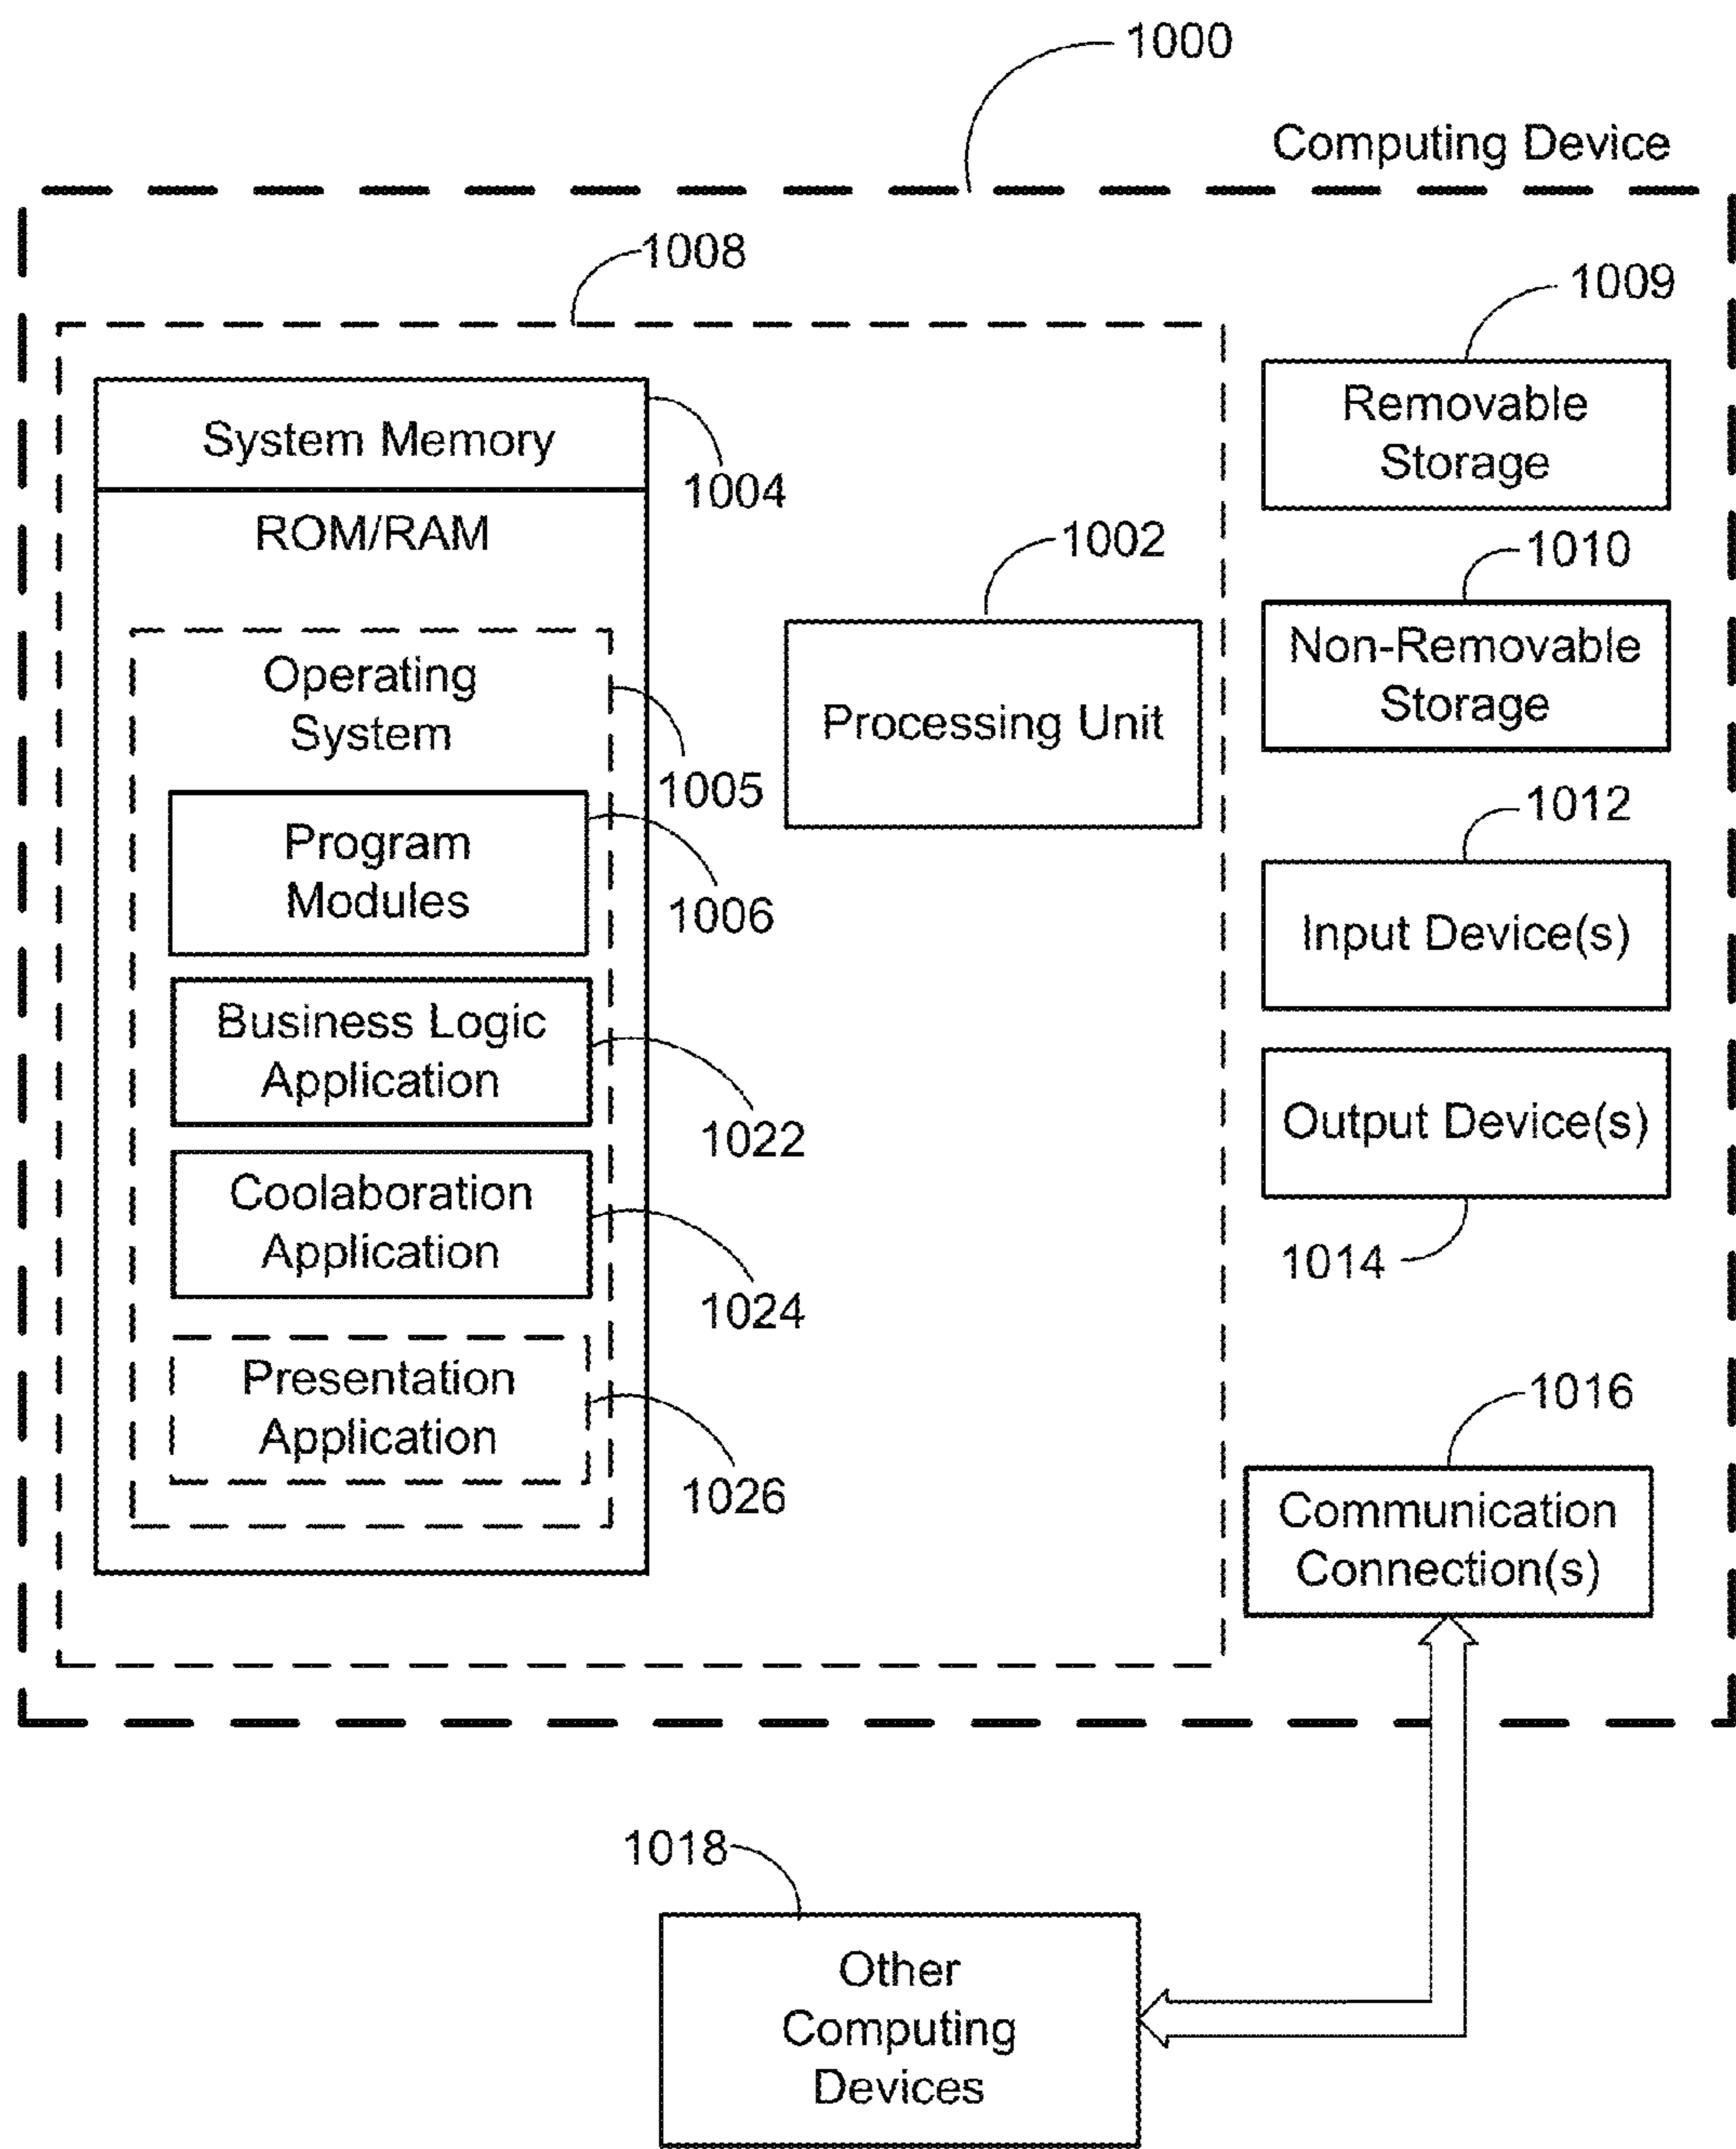 1000
Computing Device
1008
1009
Removable
Storage
System Memory
1004
ROM/RAM
1002
1010
Non-Removable
Storage
Operating
System
1005
Processing Unit
1012
Program
Modules
1006
Input Device(s)
Business Logic
Application
1022
Output Device(s)
1014
Coolaboration
Application
1024
Presentation
Application
1026
1016
Communication
Connection(s)
1018
Other
Computing
Devices